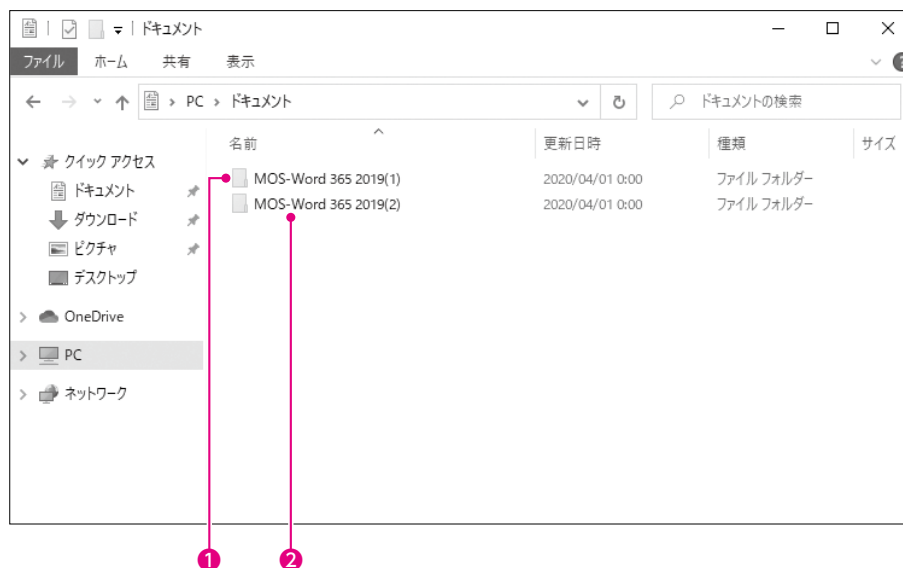 ドキュメント
ファイル ホーム 共有 表示
PC ドキュメント ドキュメントの検索
名前 更新日時 種類 サイズ
クイック アクセス
MOS-Word 365 2019(1) 2020/04/01 0:00 ファイル フォルダー
ドキュメント
MOS-Word 365 2019(2) 2020/04/01 0:00 ファイル フォルダー
ダウンロード
ピクチャ
デスクトップ
OneDrive
PC
ネットワーク
❶ ❷